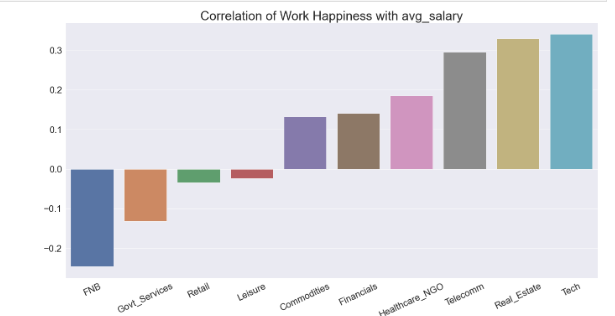 Correlation of Work Happiness with avg_salary
0.3
0.2
0.1
0.0
−0.1
−0.2
FNB
Govt_Services
Retail
Leisure
Commodities
Financials
Healthcare_NGO
Telecomm
Real_Estate
Tech